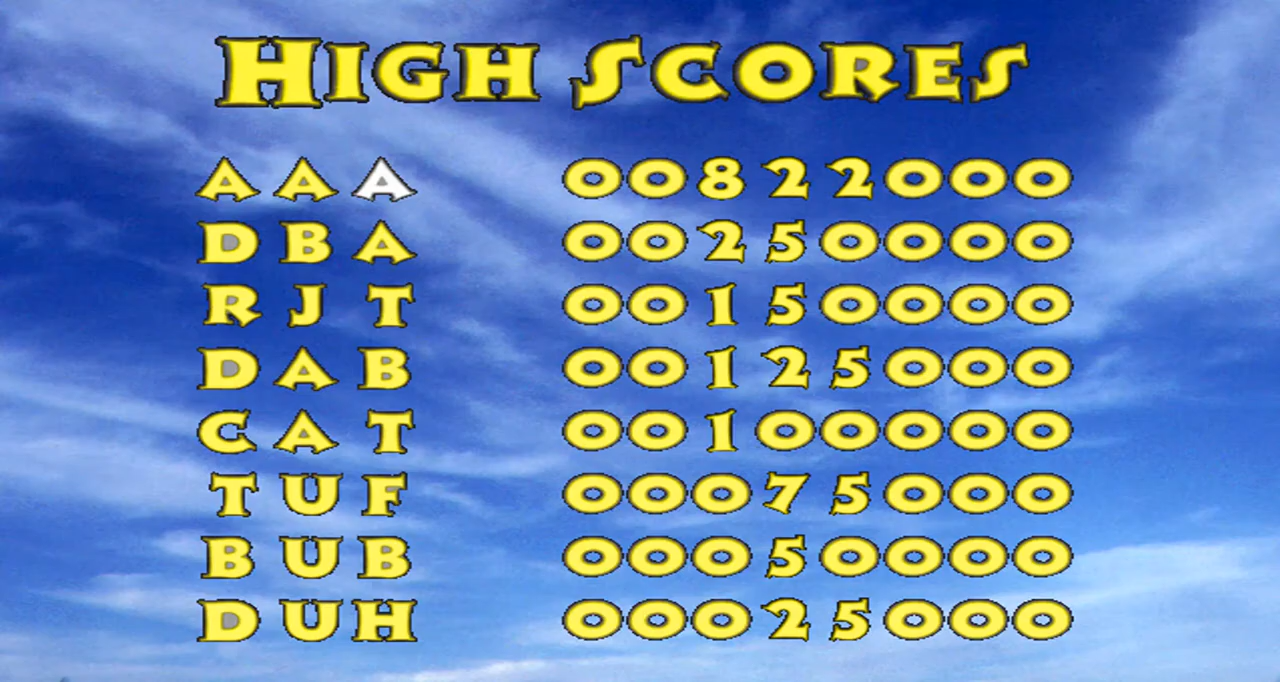 High Scores
AAA 00822000
DBA 00250000
RJT 00150000
DAB 00125000
CAT 00100000
TUF 00075000
BUB 00050000
DUH 00025000